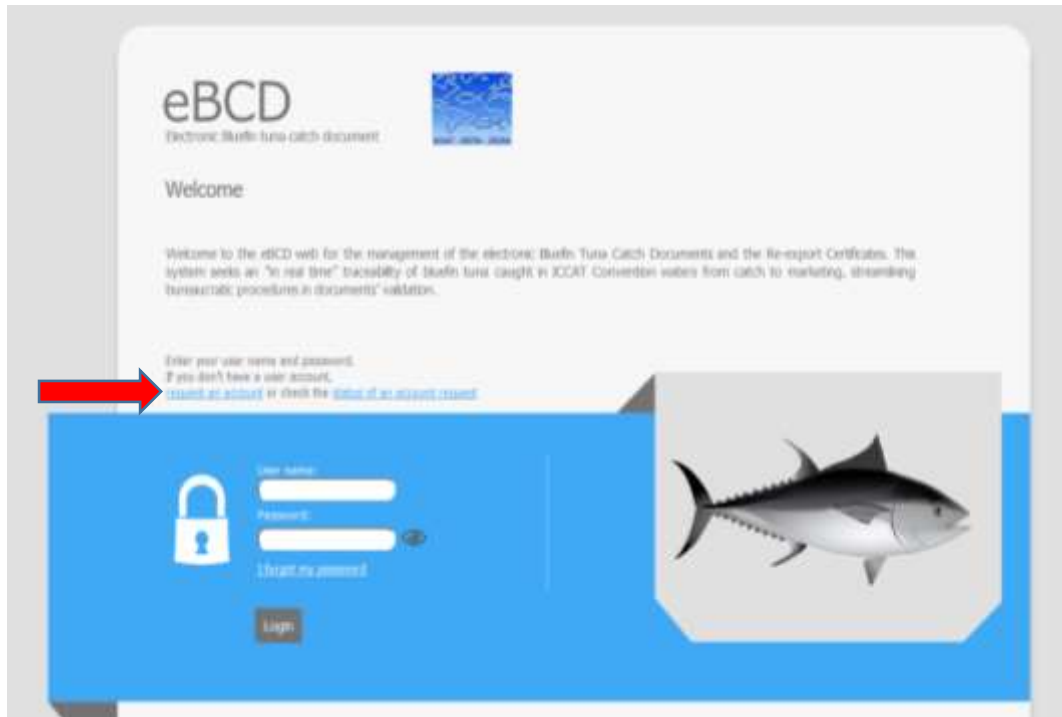 eBCD
Electronic Bluefin tuna catch document
Welcome
Welcome to the eBCD web for the management of the electronic Bluefin Tuna Catch Documents and the Re-export Certificates. The
system seeks an "in real time" traceability of bluefin tuna caught in ICCAT Convention waters from catch to marketing, streamlining
bureaucratic procedures in documents' validation.
Enter your user name and password.
If you don't have a user account,
request an account or check the status of an account request
User name:
Password:
I forgot my password
Login